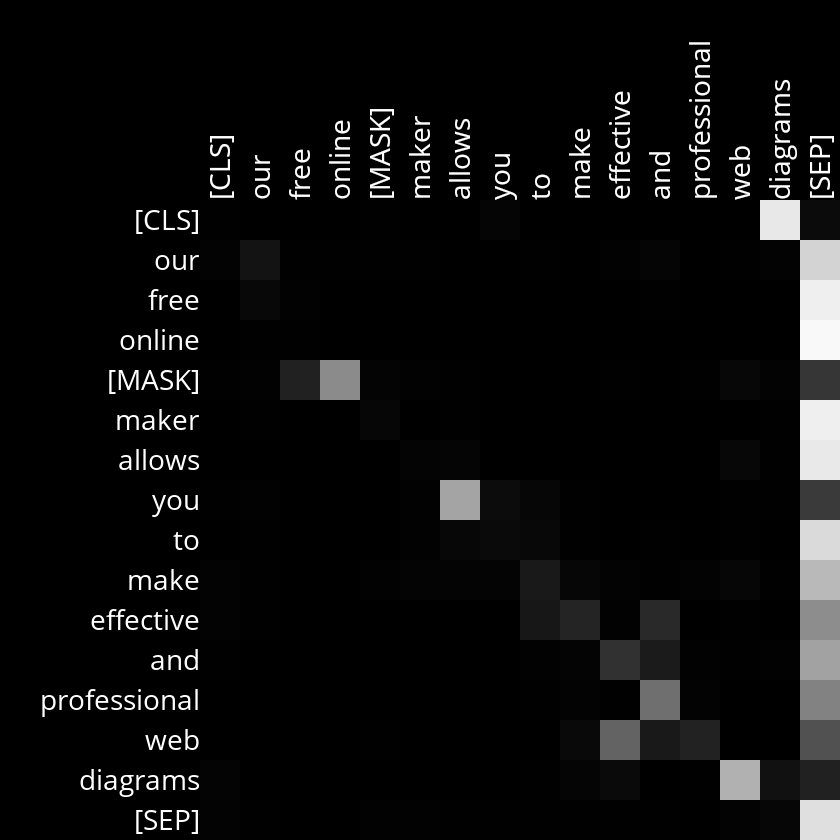 [CLS] our free online [MASK] maker allows you to make effective and professional web diagrams [SEP]
[CLS]
our
free
online
[MASK]
maker
allows
you
to
make
effective
and
professional
web
diagrams
[SEP]